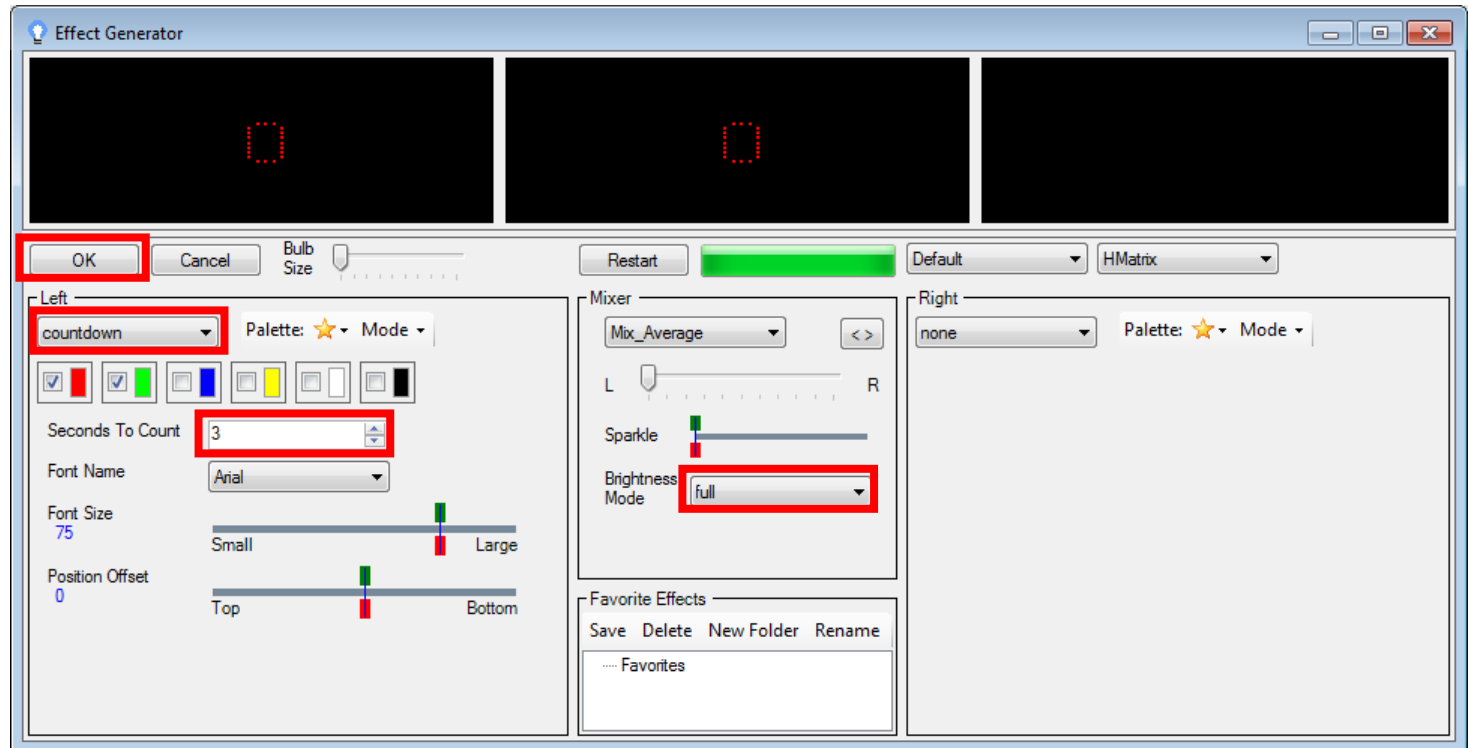 Effect Generator
OK
Cancel
Bulb
Size
Restart
Default
HMatrix
Left
countdown
Palette:
Mode
Seconds To Count
3
Font Name
Arial
Font Size
75
Small
Large
Position Offset
0
Top
Bottom
Mixer
Mix_Average
< >
L
R
Sparkle
Brightness
Mode
full
Favorite Effects
Save Delete New Folder Rename
Favorites
Right
none
Palette:
Mode